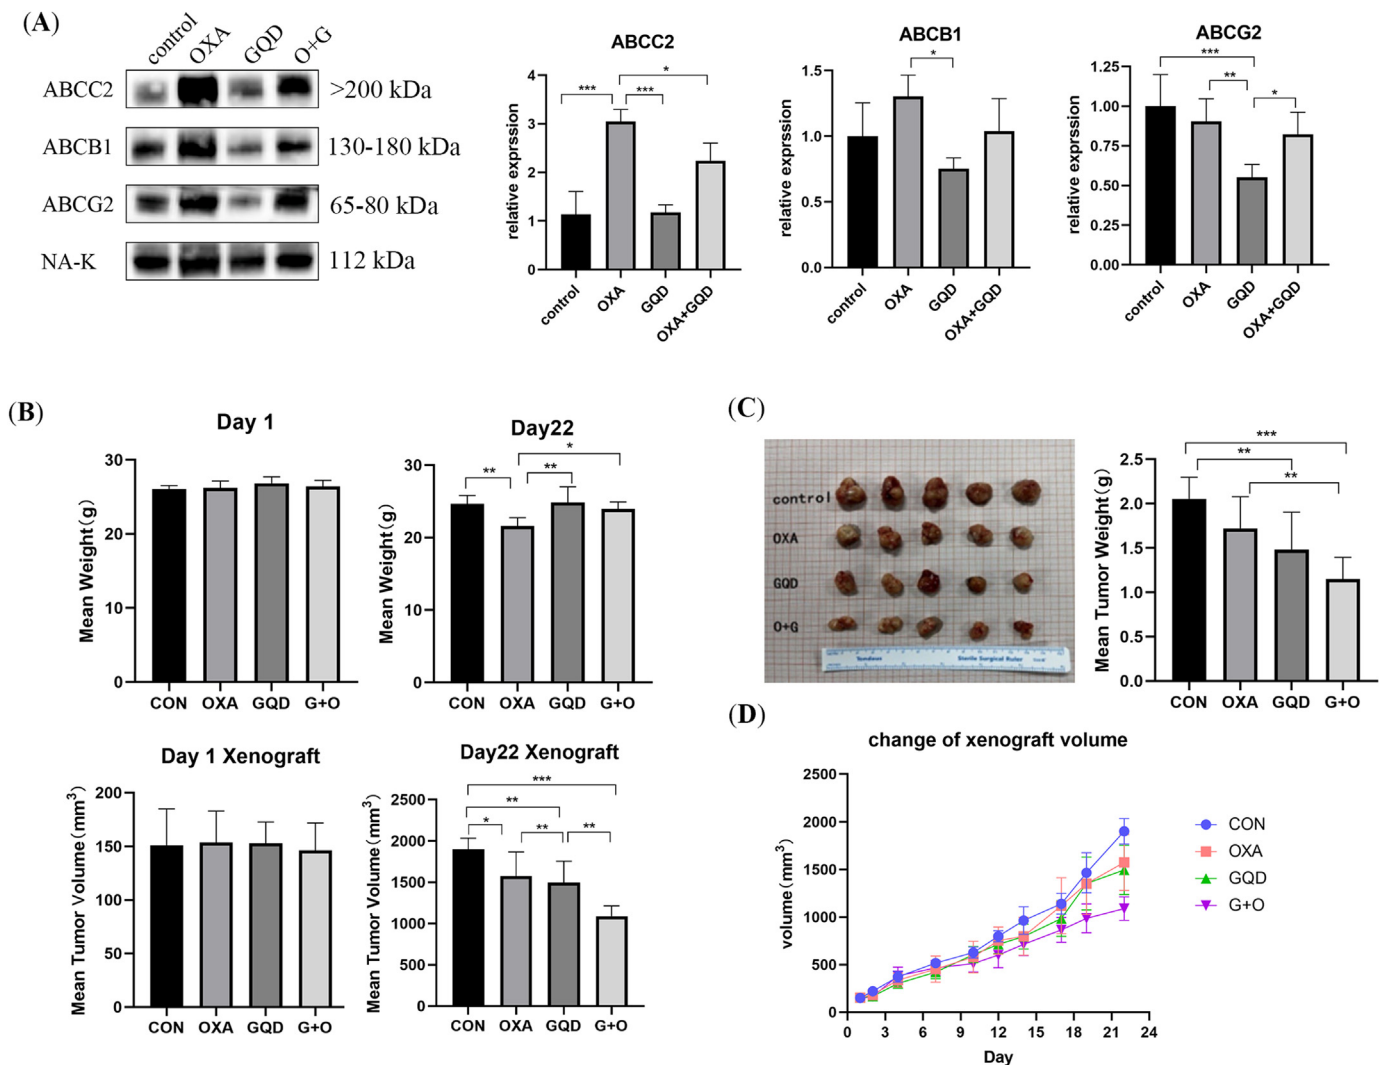 (A)
control
OXA
GQD
O+G
ABCC2
>200 kDa
ABCB1
130-180 kDa
ABCG2
65-80 kDa
NA-K
112 kDa
ABCC2
relative exprssion
4
3
2
1
0
***
***
*
control
OXA
GQD
OXA+GQD
ABCB1
relative exprssion
1.5
1.0
0.5
0.0
*
control
OXA
GQD
OXA+GQD
ABCG2
relative exprssion
1.25
1.00
0.75
0.50
0.25
0.00
***
**
*
control
OXA
GQD
OXA+GQD
(B)
Day 1
Mean Weight(g)
30
20
10
0
CON OXA GQD G+O
Day22
Mean Weight(g)
30
20
10
0
**
**
*
CON OXA GQD G+O
Day 1 Xenograft
Mean Tumor Volume(mm³)
200
150
100
50
0
CON OXA GQD G+O
Day22 Xenograft
Mean Tumor Volume(mm³)
2500
2000
1500
1000
500
0
***
**
*
**
**
CON OXA GQD G+O
(C)
control
OXA
GQD
O+G
Sterile Surgical Ruler
Mean Tumor Weight(g)
2.5
2.0
1.5
1.0
0.5
0.0
***
**
**
CON OXA GQD G+O
(D)
change of xenograft volume
volume(mm³)
2500
2000
1500
1000
500
0
0 3 6 9 12 15 18 21 24
Day
CON
OXA
GQD
G+O